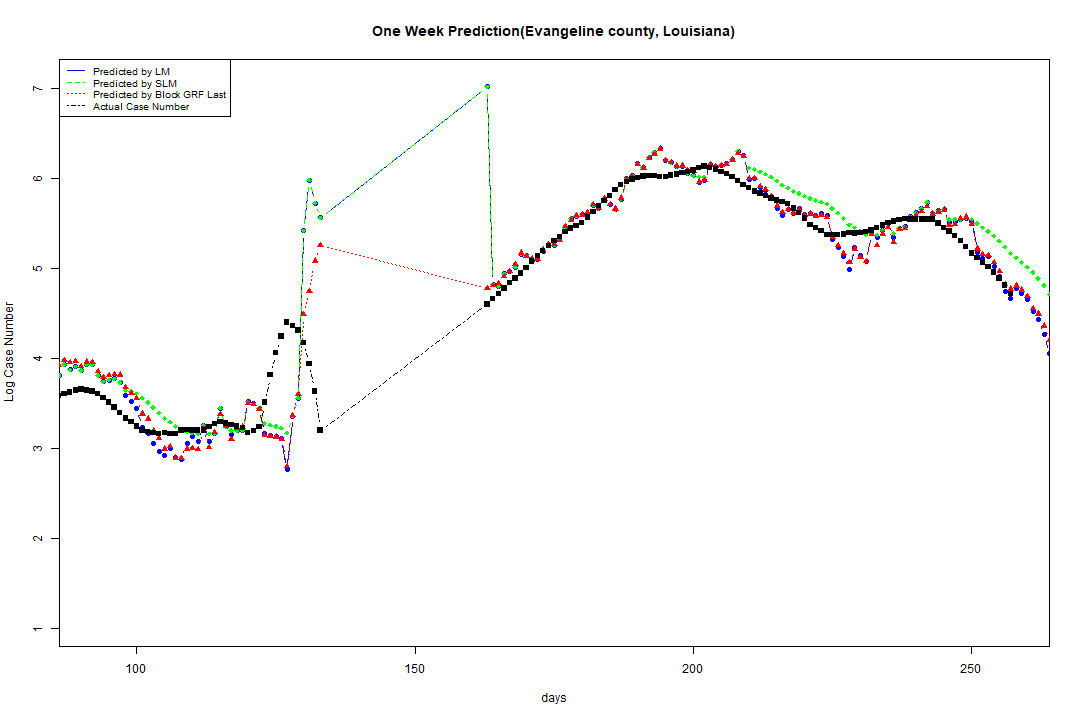 One Week Prediction(Evangeline county, Louisiana)
Predicted by LM
Predicted by SLM
Predicted by Block GRF Last
Actual Case Number
7
6
5
4
3
2
1
Log Case Number
100 150 200 250
days